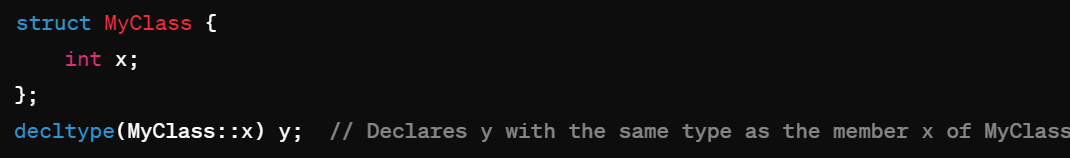 struct MyClass {
    int x;
};
decltype(MyClass::x) y;  // Declares y with the same type as the member x of MyClass